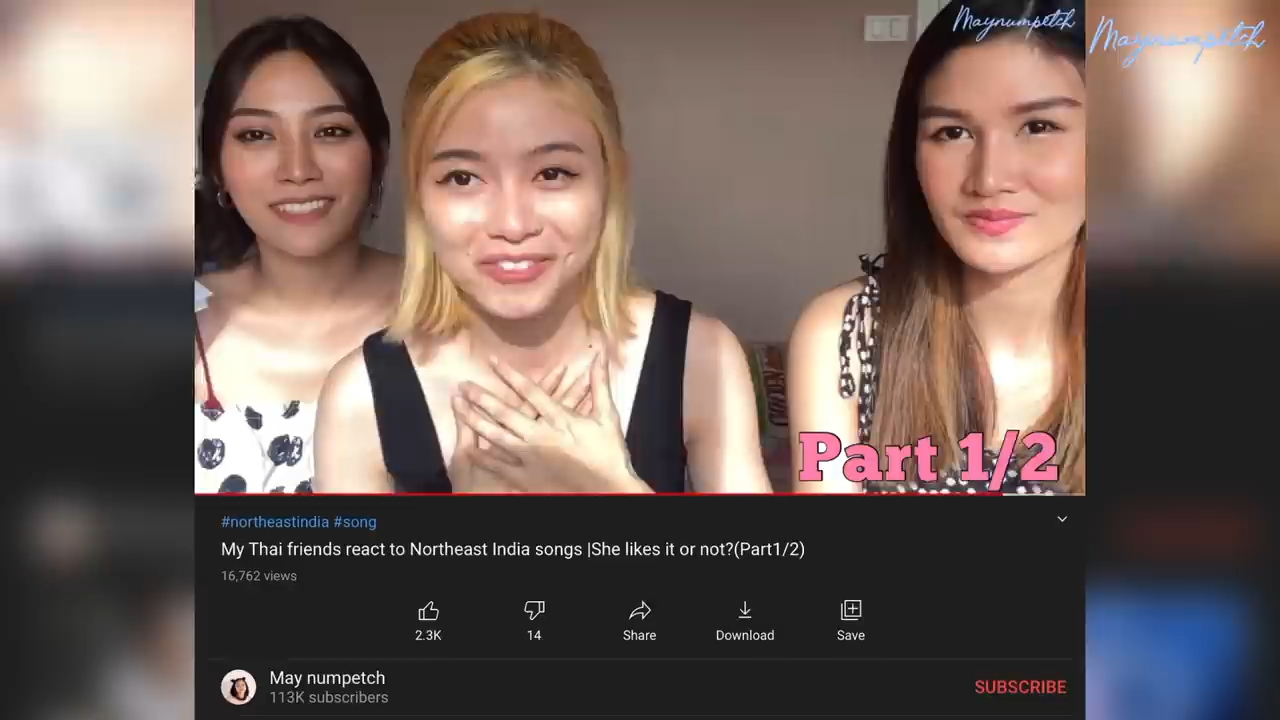 Maynumpetch
Maynumpetch
Part 1/2
#northeastindia #song
My Thai friends react to Northeast India songs |She likes it or not?(Part1/2)
16,762 views
2.3K
14
Share
Download
Save
May numpetch
113K subscribers
SUBSCRIBE